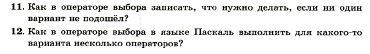 11. Как в операторе выбора записать, что нужно делать, если ни один
вариант не подошёл?
12. Как в операторе выбора в языке Паскаль выполнить для какого-то
варианта несколько операторов?